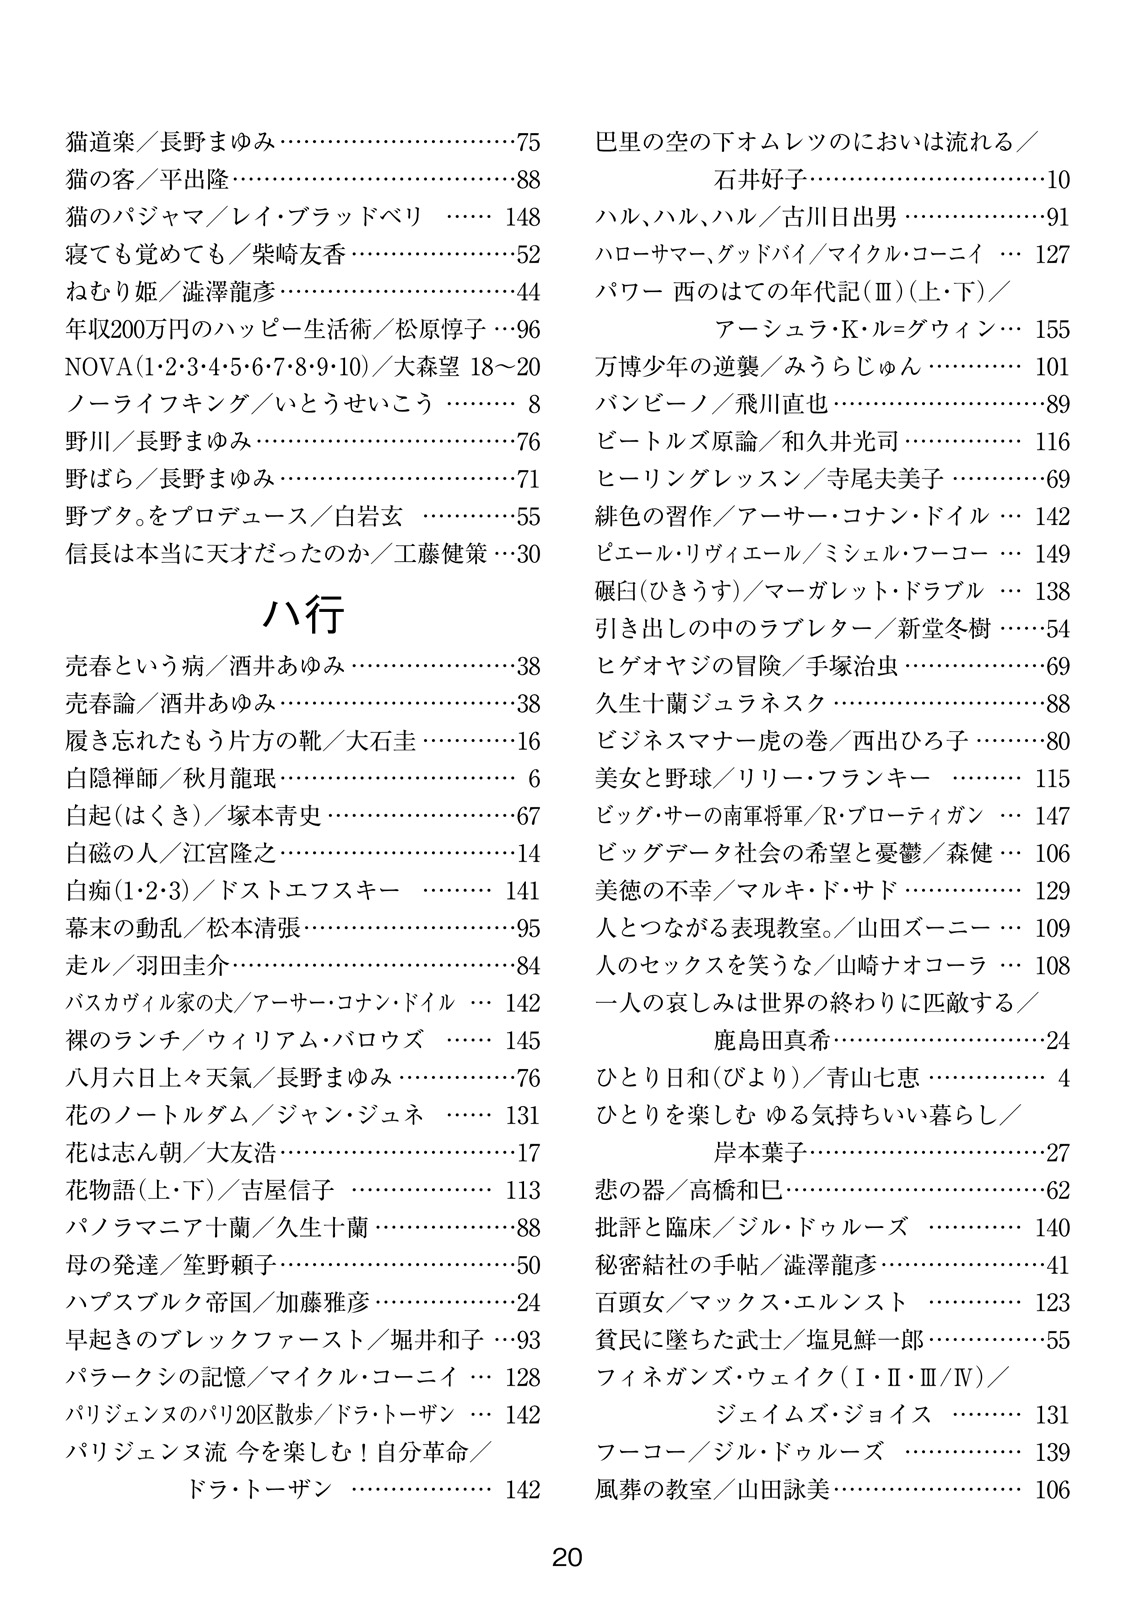 猫道楽／長野まゆみ…………………………75
猫の客／平出隆………………………………88
猫のパジャマ／レイ・ブラッドベリ …… 148
寝ても覚めても／柴崎友香…………………52
ねむり姫／澁澤龍彥…………………………44
年収200万円のハッピー生活術／松原惇子…96
NOVA(1・2・3・4・5・6・7・8・9・10)／大森望 18〜20
ノーライフキング／いとうせいこう ……… 8
野川／長野まゆみ……………………………76
野ばら／長野まゆみ…………………………71
野ブタ。をプロデュース／白岩玄 …………55
信長は本当に天才だったのか／工藤健策…30
ハ行
売春という病／酒井あゆみ…………………38
売春論／酒井あゆみ…………………………38
履き忘れたもう片方の靴／大石圭…………16
白隠禅師／秋月龍珉………………………… 6
白起(はくき)／塚本靑史……………………67
白磁の人／江宮隆之…………………………14
白痴(1・2・3)／ドストエフスキー ……… 141
幕末の動乱／松本清張………………………95
走ル／羽田圭介………………………………84
バスカヴィル家の犬／アーサー・コナン・ドイル … 142
裸のランチ／ウィリアム・バロウズ …… 145
八月六日上々天氣／長野まゆみ……………76
花のノートルダム／ジャン・ジュネ …… 131
花は志ん朝／大友浩…………………………17
花物語(上・下)／吉屋信子 ……………… 113
パノラマニア十蘭／久生十蘭………………88
母の発達／笙野頼子…………………………50
ハプスブルク帝国／加藤雅彦………………24
早起きのブレックファースト／堀井和子…93
パラークシの記憶／マイクル・コーニイ … 128
パリジェンヌのパリ20区散歩／ドラ・トーザン … 142
パリジェンヌ流 今を楽しむ！自分革命／
ドラ・トーザン ……………… 142
巴里の空の下オムレツのにおいは流れる／
石井好子…………………………10
ハル、ハル、ハル／古川日出男………………91
ハローサマー、グッドバイ／マイクル・コーニイ … 127
パワー 西のはての年代記(Ⅲ)(上・下)／
アーシュラ・K・ル=グウィン… 155
万博少年の逆襲／みうらじゅん………… 101
バンビーノ／飛川直也………………………89
ビートルズ原論／和久井光司…………… 116
ヒーリングレッスン／寺尾夫美子…………69
緋色の習作／アーサー・コナン・ドイル … 142
ピエール・リヴィエール／ミシェル・フーコー … 149
碾臼(ひきうす)／マーガレット・ドラブル … 138
引き出しの中のラブレター／新堂冬樹……54
ヒゲオヤジの冒険／手塚治虫………………69
久生十蘭ジュラネスク………………………88
ビジネスマナー虎の巻／西出ひろ子………80
美女と野球／リリー・フランキー ……… 115
ビッグ・サーの南軍将軍／R・ブローティガン … 147
ビッグデータ社会の希望と憂鬱／森健… 106
美徳の不幸／マルキ・ド・サド…………… 129
人とつながる表現教室。／山田ズーニー … 109
人のセックスを笑うな／山崎ナオコーラ … 108
一人の哀しみは世界の終わりに匹敵する／
鹿島田真希………………………24
ひとり日和(びより)／青山七恵…………… 4
ひとりを楽しむ ゆる気持ちいい暮らし／
岸本葉子…………………………27
悲の器／高橋和巳……………………………62
批評と臨床／ジル・ドゥルーズ ………… 140
秘密結社の手帖／澁澤龍彥…………………41
百頭女／マックス・エルンスト ………… 123
貧民に墜ちた武士／塩見鮮一郎……………55
フィネガンズ・ウェイク(Ⅰ・Ⅱ・Ⅲ/Ⅳ)／
ジェイムズ・ジョイス ……… 131
フーコー／ジル・ドゥルーズ …………… 139
風葬の教室／山田詠美…………………… 106
20